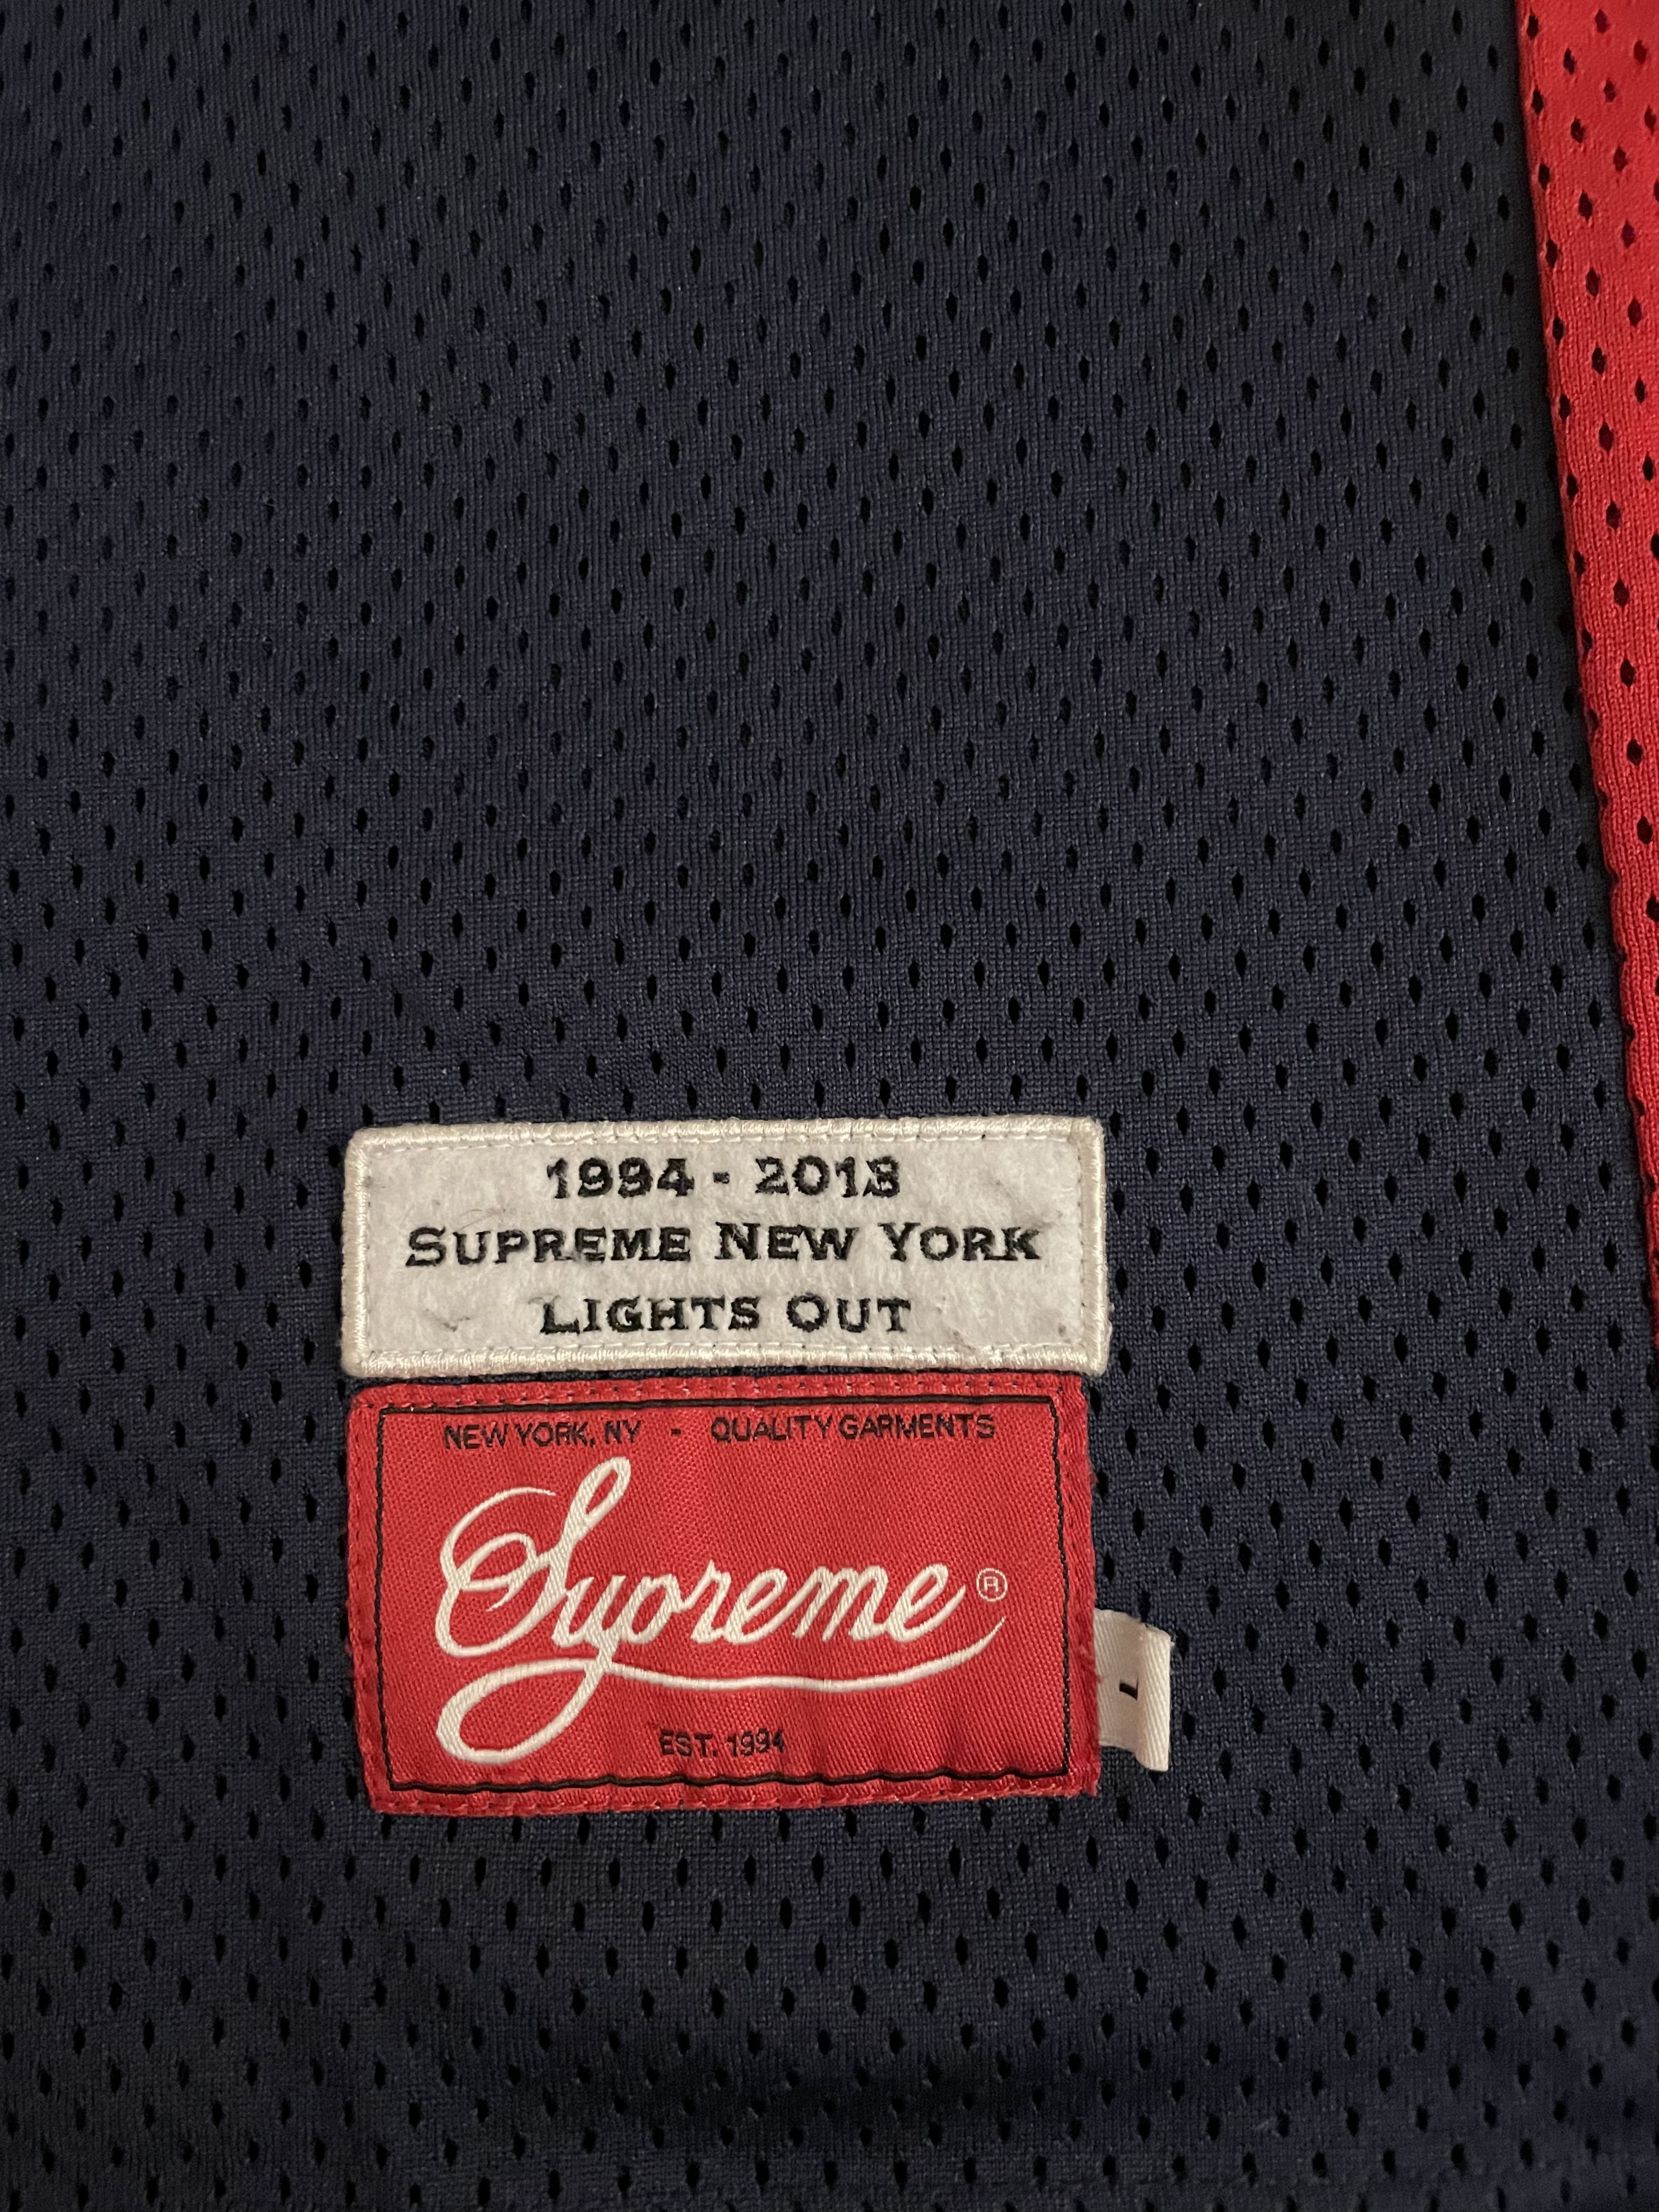 1994 - 2013
SUPREME NEW YORK
LIGHTS OUT
NEW YORK, NY - QUALITY GARMENTS
Supreme ®
EST. 1994
L